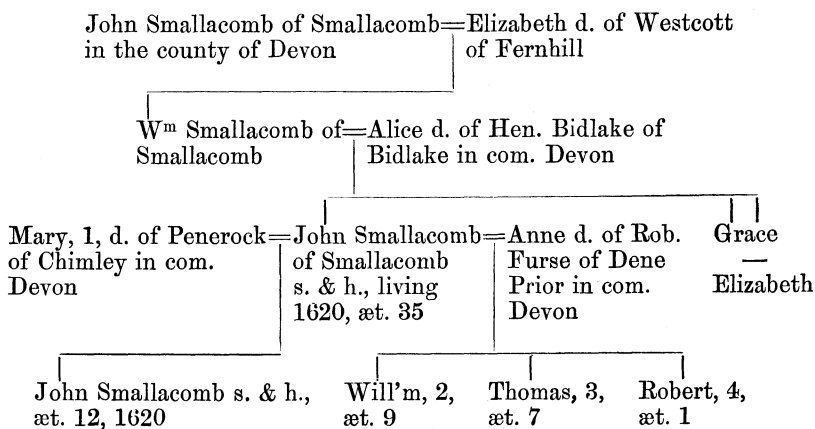 John Smallacomb of Smallacomb=Elizabeth d. of Westcott
in the county of Devon
of Fernhill
Wᵐ Smallacomb of=Alice d. of Hen. Bidlake of
Smallacomb
Bidlake in com. Devon
Mary, 1, d. of Penerock=John Smallacomb=Anne d. of Rob.
of Chimley in com.
Devon
of Smallacomb
s. & h., living
1620, æt. 35
Furse of Dene
Prior in com.
Devon
Grace
—
Elizabeth
John Smallacomb s. & h.,
æt. 12, 1620
Will'm, 2,
æt. 9
Thomas, 3,
æt. 7
Robert, 4,
æt. 1